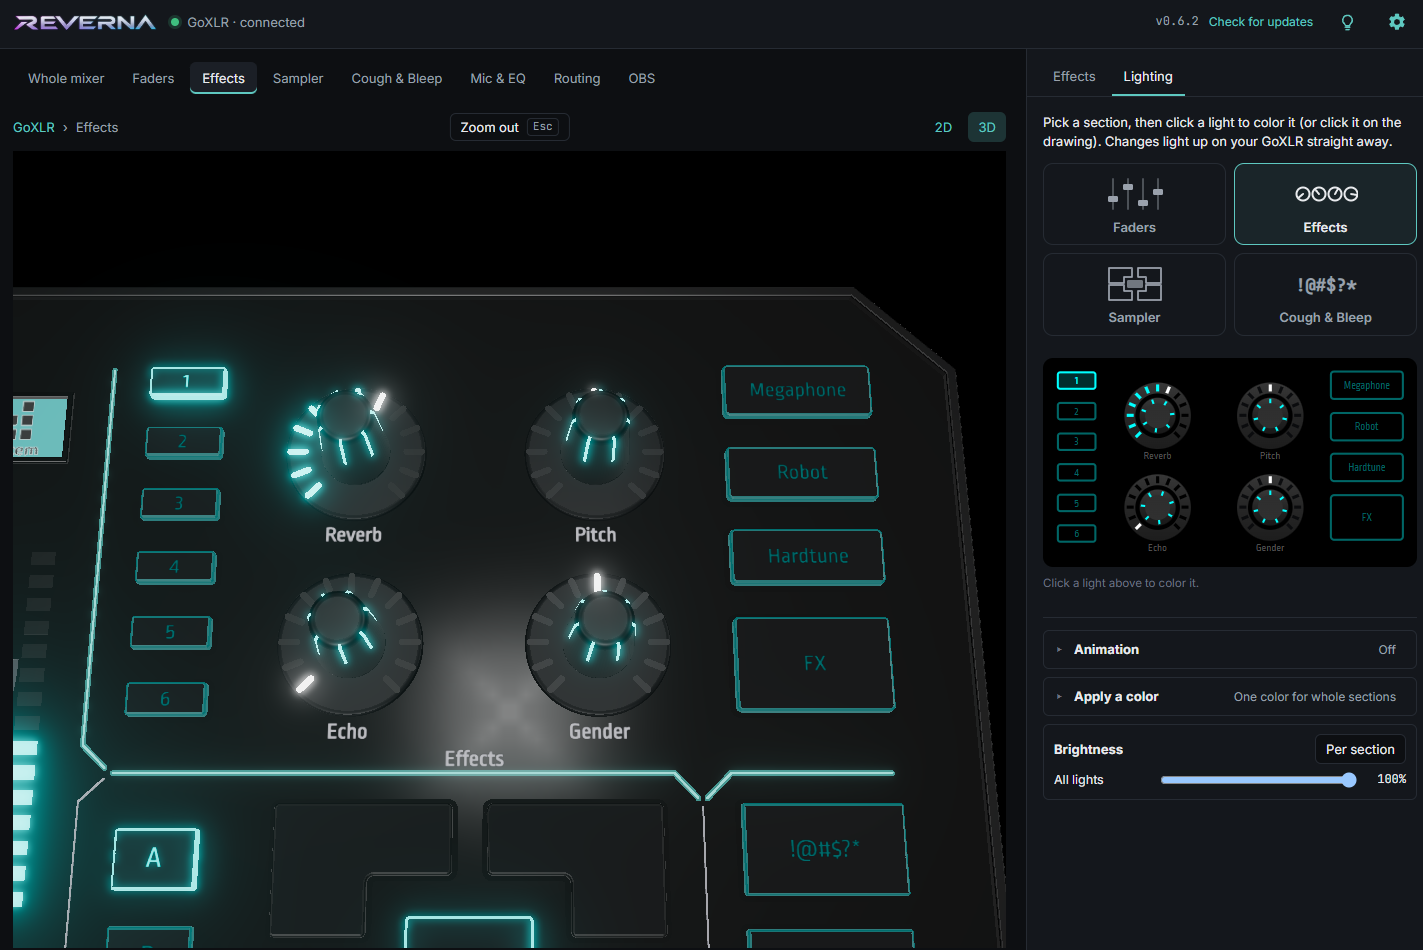 REVERNA
GoXLR · connected
v0.6.2
Check for updates
Whole mixer
Faders
Effects
Sampler
Cough & Bleep
Mic & EQ
Routing
OBS
GoXLR › Effects
Zoom out Esc
2D
3D
1
2
3
4
5
6
Reverb
Pitch
Echo
Gender
Effects
Megaphone
Robot
Hardtune
FX
A
!@#$?*
Effects
Lighting
Pick a section, then click a light to color it (or click it on the
drawing). Changes light up on your GoXLR straight away.
Faders
Effects
Sampler
!@#$?*
Cough & Bleep
1
2
3
4
5
6
Reverb
Pitch
Echo
Gender
Megaphone
Robot
Hardtune
FX
Click a light above to color it.
Animation
Off
Apply a color
One color for whole sections
Brightness
Per section
All lights
100%